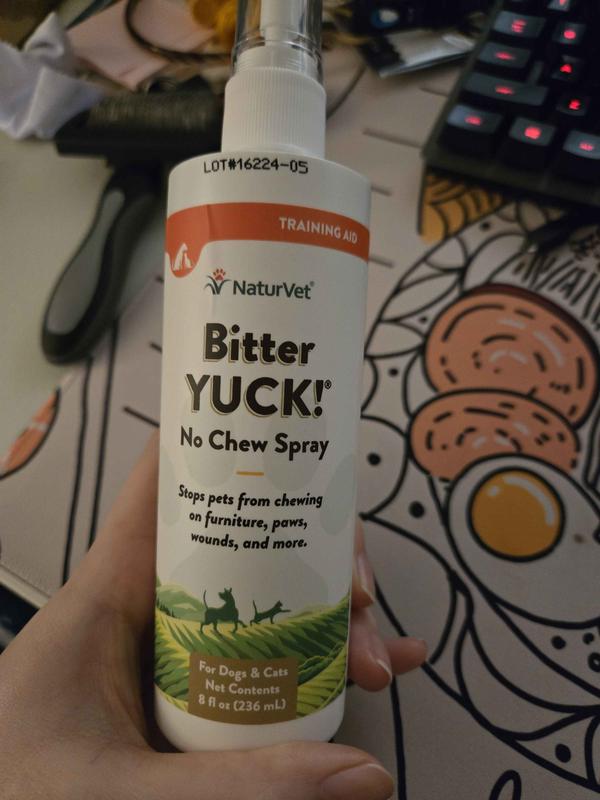 LOT#16224-05
TRAINING AID
NaturVet®
Bitter
YUCK!®
No Chew Spray
Stops pets from chewing
on furniture, paws,
wounds, and more.
For Dogs & Cats
Net Contents
8 fl oz (236 mL)